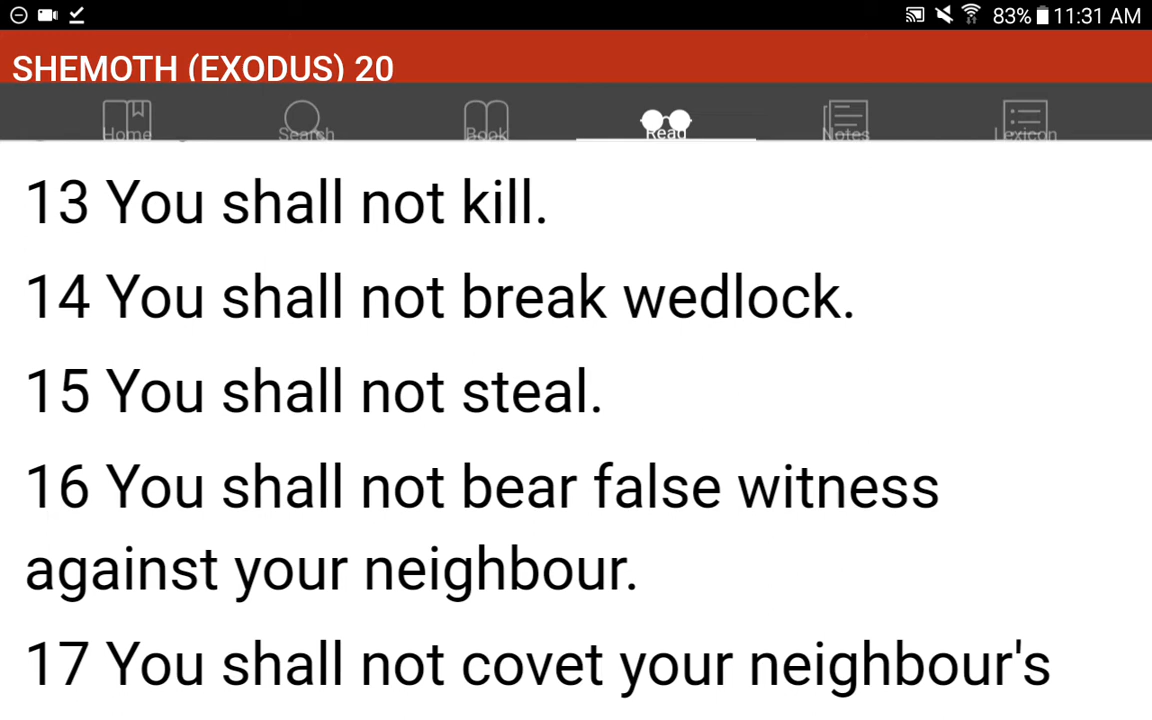 83% 11:31 AM
SHEMOTH (EXODUS) 20
Home Search Book Read Notes Lexicon
13 You shall not kill.
14 You shall not break wedlock.
15 You shall not steal.
16 You shall not bear false witness
against your neighbour.
17 You shall not covet your neighbour's